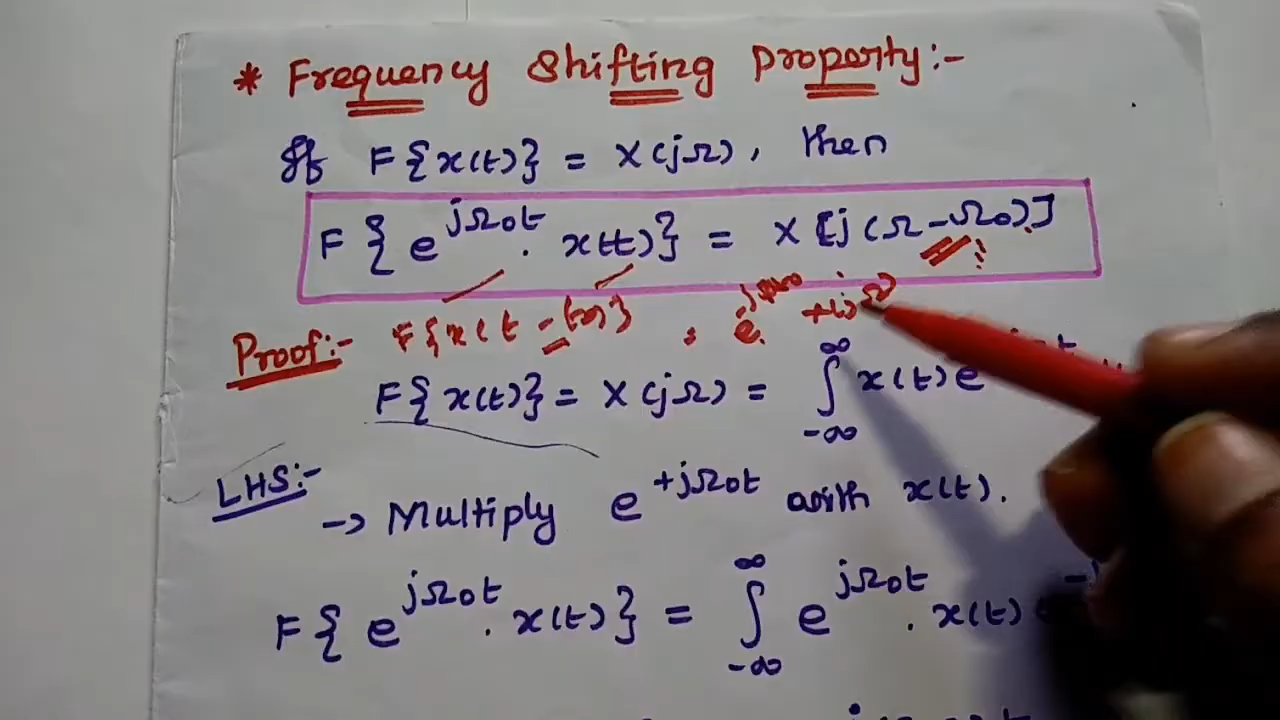 * Frequency Shifting Property:-
If F{x(t)} = X(jΩ), then
F{e^{jΩ₀t} . x(t)} = X[j(Ω-Ω₀)]
Proof:- F{x(t-t₀)}
F{x(t)} = X(jΩ) = ∫_{-∞}^{∞} x(t) e
LHS:-
→ Multiply e^{+jΩ₀t} with x(t).
F{e^{jΩ₀t} . x(t)} = ∫_{-∞}^{∞} e^{jΩ₀t} . x(t)